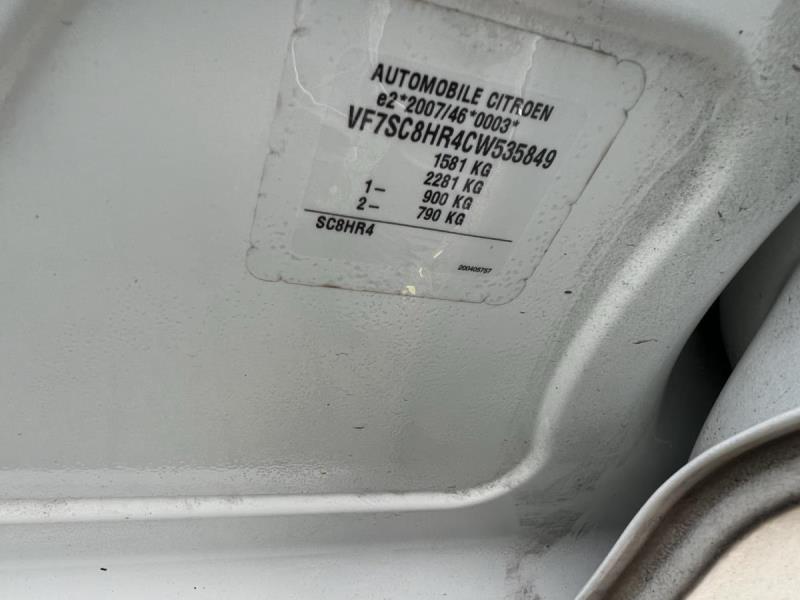 AUTOMOBILE CITROEN
e2*2007/46*0003*
VF7SC8HR4CW535849
1581 KG
2281 KG
1- 900 KG
2- 790 KG
SC8HR4
200405757